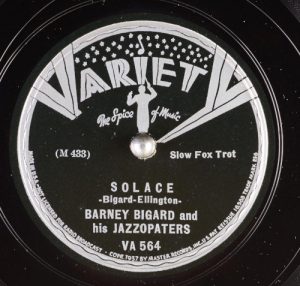 VARIETY
The Spice of Music
(M 433)
Slow Fox Trot
SOLACE
-Bigard-Ellington-
BARNEY BIGARD and
his JAZZOPATERS
VA 564